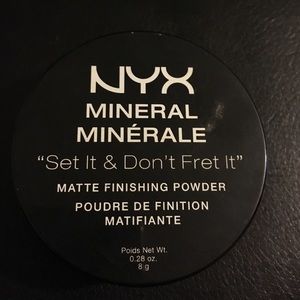 NYX
MINERAL
MINÉRALE
"Set It & Don't Fret It"
MATTE FINISHING POWDER
POUDRE DE FINITION
MATIFIANTE
Poids Net Wt.
0.28 oz.
8 g